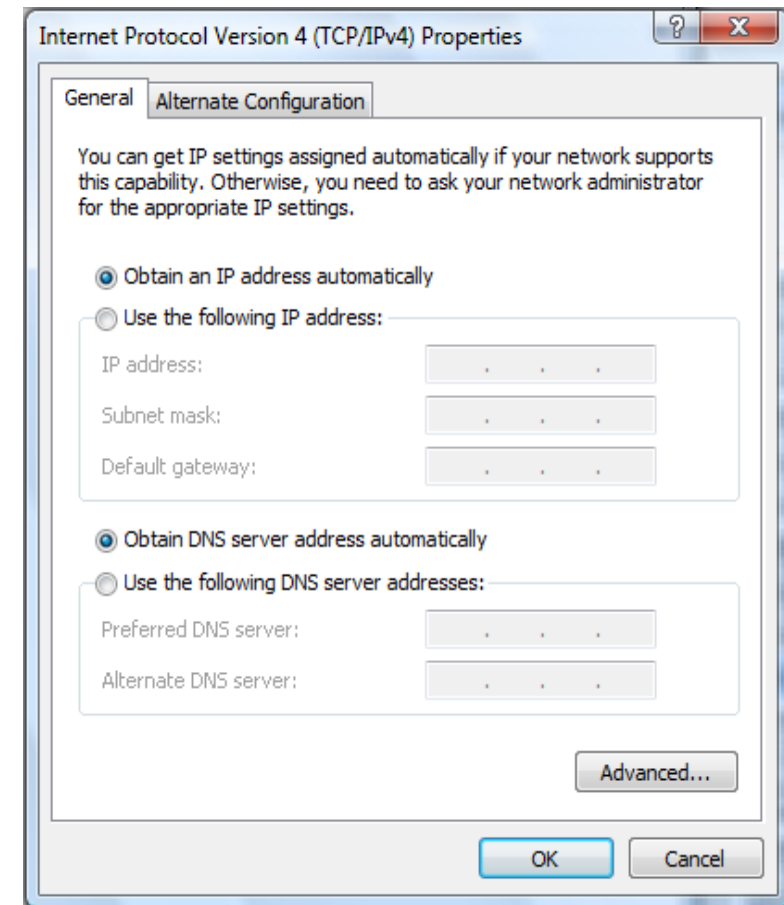 Internet Protocol Version 4 (TCP/IPv4) Properties
?
X
General
Alternate Configuration
You can get IP settings assigned automatically if your network supports
this capability. Otherwise, you need to ask your network administrator
for the appropriate IP settings.
Obtain an IP address automatically
Use the following IP address:
IP address: . . .
Subnet mask: . . .
Default gateway: . . .
Obtain DNS server address automatically
Use the following DNS server addresses:
Preferred DNS server: . . .
Alternate DNS server: . . .
Advanced...
OK
Cancel